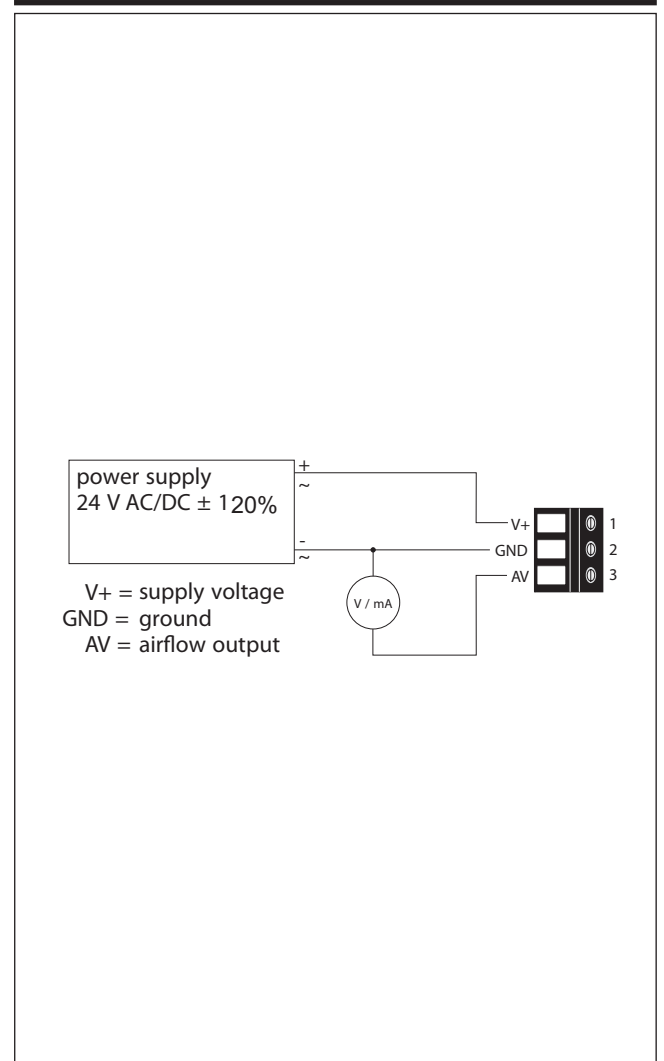 power supply
24 V AC/DC ± 120%
+
~
-
~
V+
GND
AV
1
2
3
V / mA
V+ = supply voltage
GND = ground
AV = airflow output